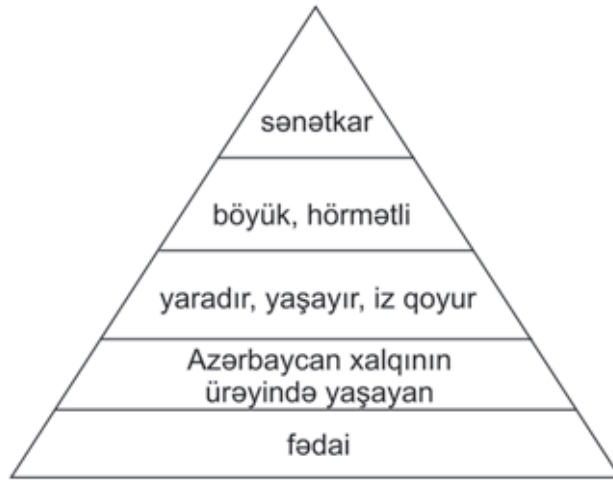 sənətkar
böyük, hörmətli
yaradır, yaşayır, iz qoyur
Azərbaycan xalqının
ürəyində yaşayan
fədai